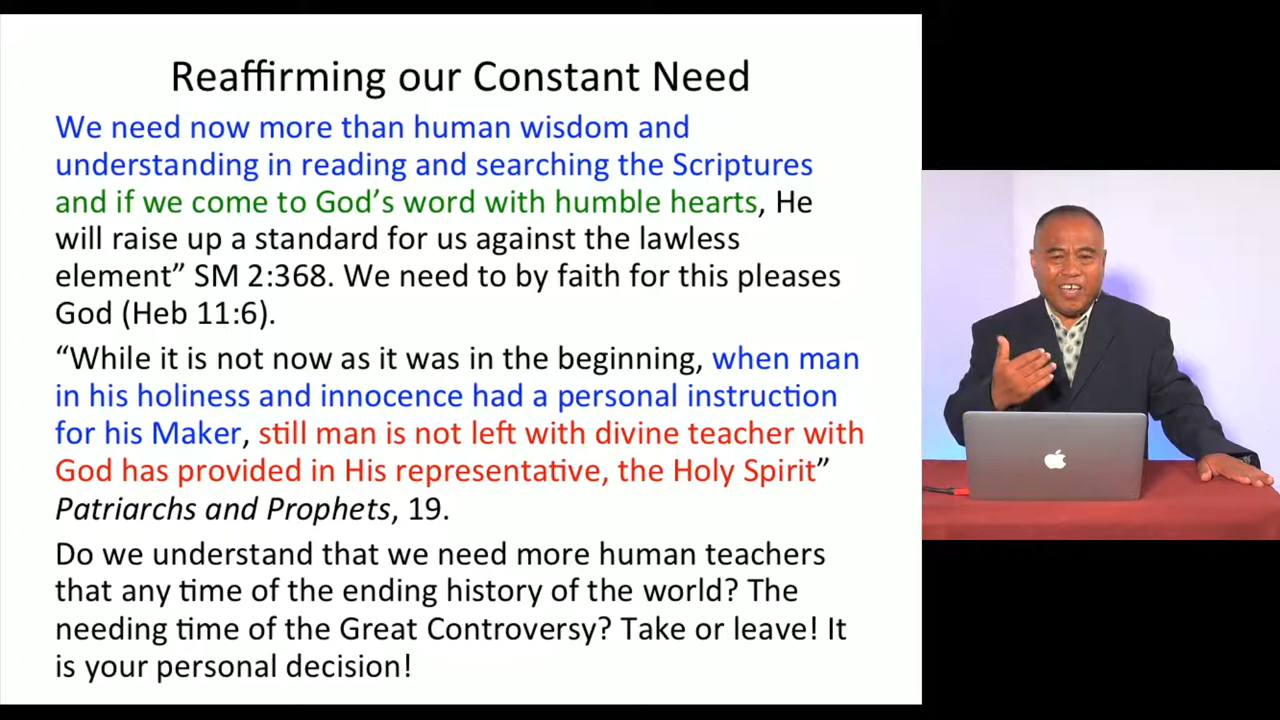 Reaffirming our Constant Need
We need now more than human wisdom and
understanding in reading and searching the Scriptures
and if we come to God’s word with humble hearts, He
will raise up a standard for us against the lawless
element” SM 2:368. We need to by faith for this pleases
God (Heb 11:6).
“While it is not now as it was in the beginning, when man
in his holiness and innocence had a personal instruction
for his Maker, still man is not left with divine teacher with
God has provided in His representative, the Holy Spirit”
Patriarchs and Prophets, 19.
Do we understand that we need more human teachers
that any time of the ending history of the world? The
needing time of the Great Controversy? Take or leave! It
is your personal decision!